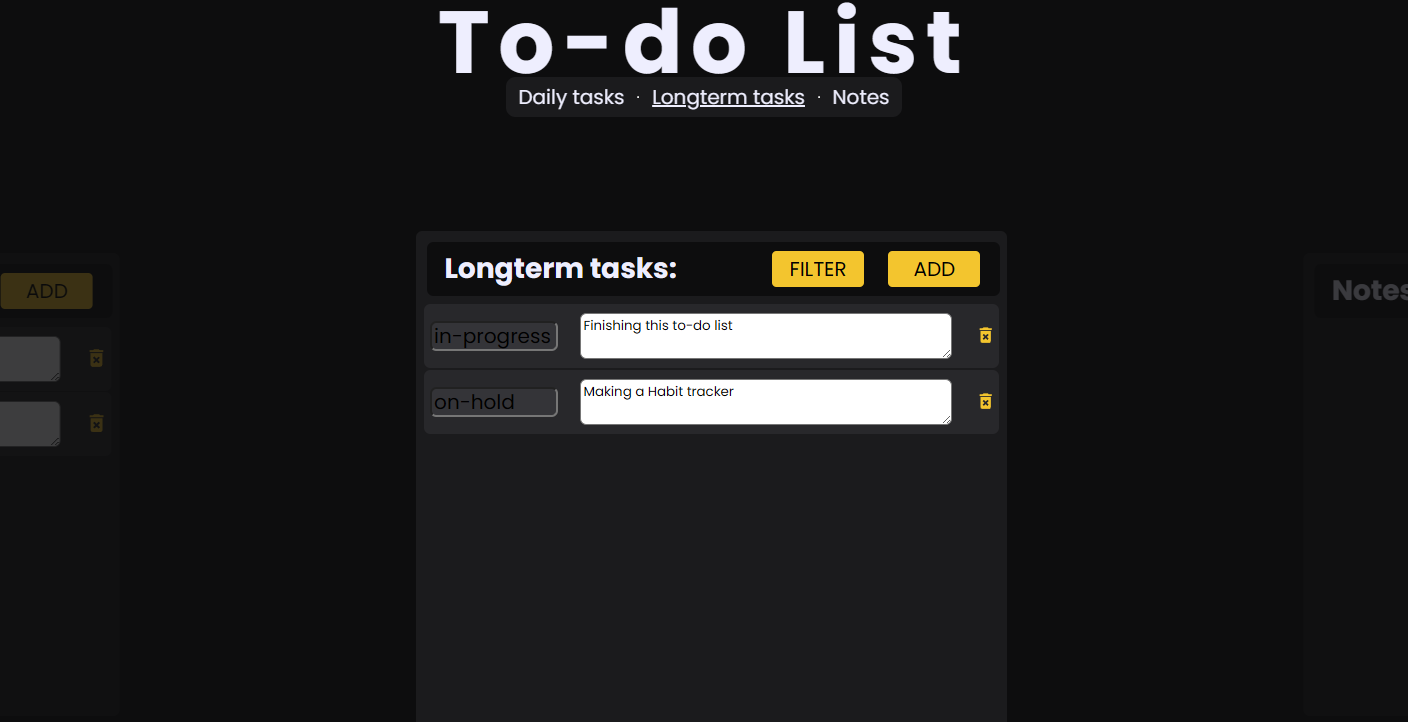 To-do List
Daily tasks · Longterm tasks · Notes
ADD
Longterm tasks: FILTER ADD
Notes
in-progress Finishing this to-do list
on-hold Making a Habit tracker